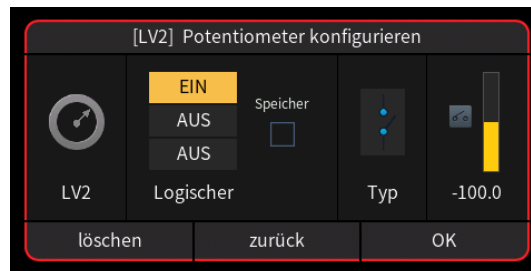 [LV2] Potentiometer konfigurieren
EIN
AUS
AUS
Speicher
LV2
Logischer
Typ
-100.0
löschen
zurück
OK